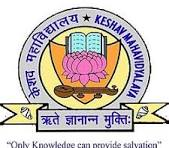 केशव महाविद्यालय
KESHAV MAHAVIDYALAYA
ऋते ज्ञानान्न मुक्तिः
"Only Knowledge can provide salvation"